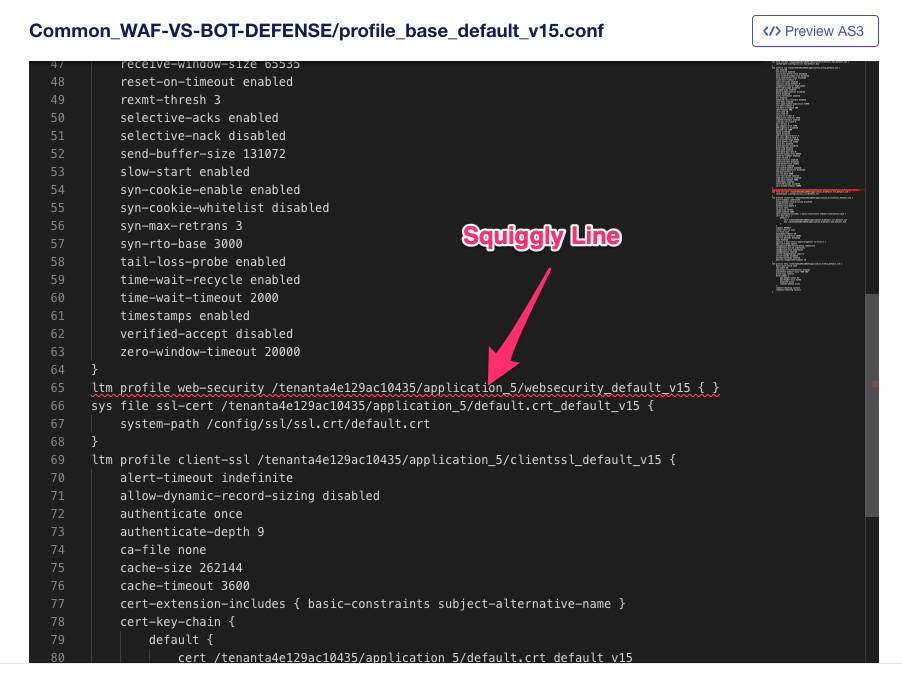 Common_WAF-VS-BOT-DEFENSE/profile_base_default_v15.conf
</> Preview AS3
47 receive-window-size 65535
48 reset-on-timeout enabled
49 rexmt-thresh 3
50 selective-acks enabled
51 selective-nack disabled
52 send-buffer-size 131072
53 slow-start enabled
54 syn-cookie-enable enabled
55 syn-cookie-whitelist disabled
56 syn-max-retrans 3
Squiggly Line
57 syn-rto-base 3000
58 tail-loss-probe enabled
59 time-wait-recycle enabled
60 time-wait-timeout 2000
61 timestamps enabled
62 verified-accept disabled
63 zero-window-timeout 20000
64 }
65 ltm profile web-security /tenanta4e129ac10435/application_5/websecurity_default_v15 { }
66 sys file ssl-cert /tenanta4e129ac10435/application_5/default.crt_default_v15 {
67 system-path /config/ssl/ssl.crt/default.crt
68 }
69 ltm profile client-ssl /tenanta4e129ac10435/application_5/clientssl_default_v15 {
70 alert-timeout indefinite
71 allow-dynamic-record-sizing disabled
72 authenticate once
73 authenticate-depth 9
74 ca-file none
75 cache-size 262144
76 cache-timeout 3600
77 cert-extension-includes { basic-constraints subject-alternative-name }
78 cert-key-chain {
79 default {
80 cert /tenanta4e129ac10435/application_5/default.crt_default_v15